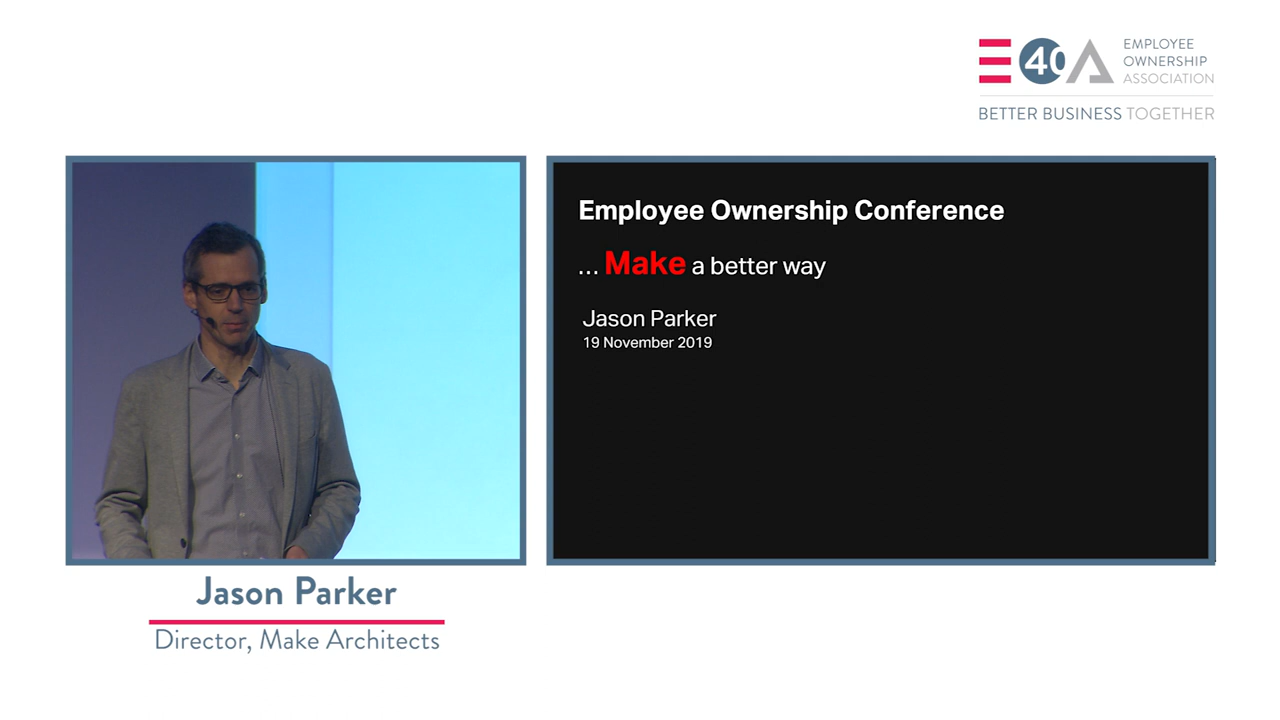 E40A
EMPLOYEE
OWNERSHIP
ASSOCIATION
BETTER BUSINESS TOGETHER
Employee Ownership Conference
... Make a better way
Jason Parker
19 November 2019
Jason Parker
Director, Make Architects